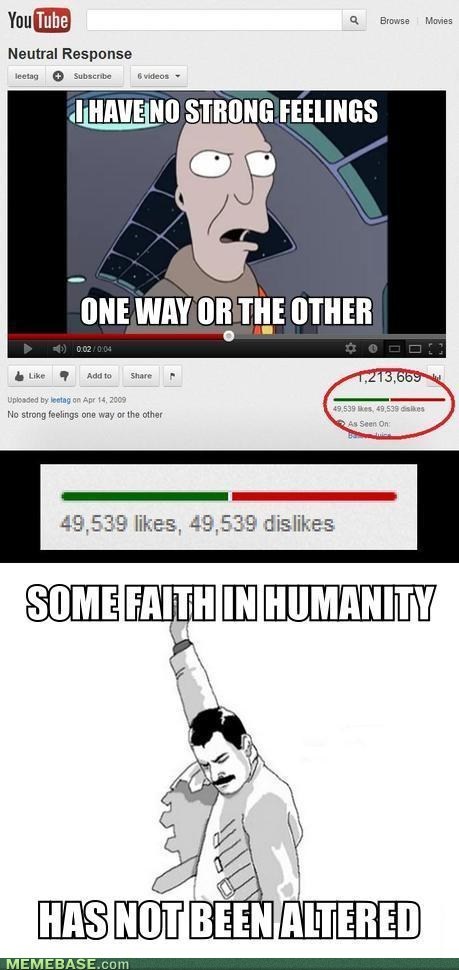 You Tube
Browse Movies
Neutral Response
leetag Subscribe 6 videos
I HAVE NO STRONG FEELINGS
ONE WAY OR THE OTHER
0:02 / 0:04
Like Add to Share 1,213,669
Uploaded by leetag on Apr 14, 2009
49,539 likes, 49,539 dislikes
No strong feelings one way or the other
As Seen On:
49,539 likes, 49,539 dislikes
SOME FAITH IN HUMANITY
HAS NOT BEEN ALTERED
MEMEBASE.com